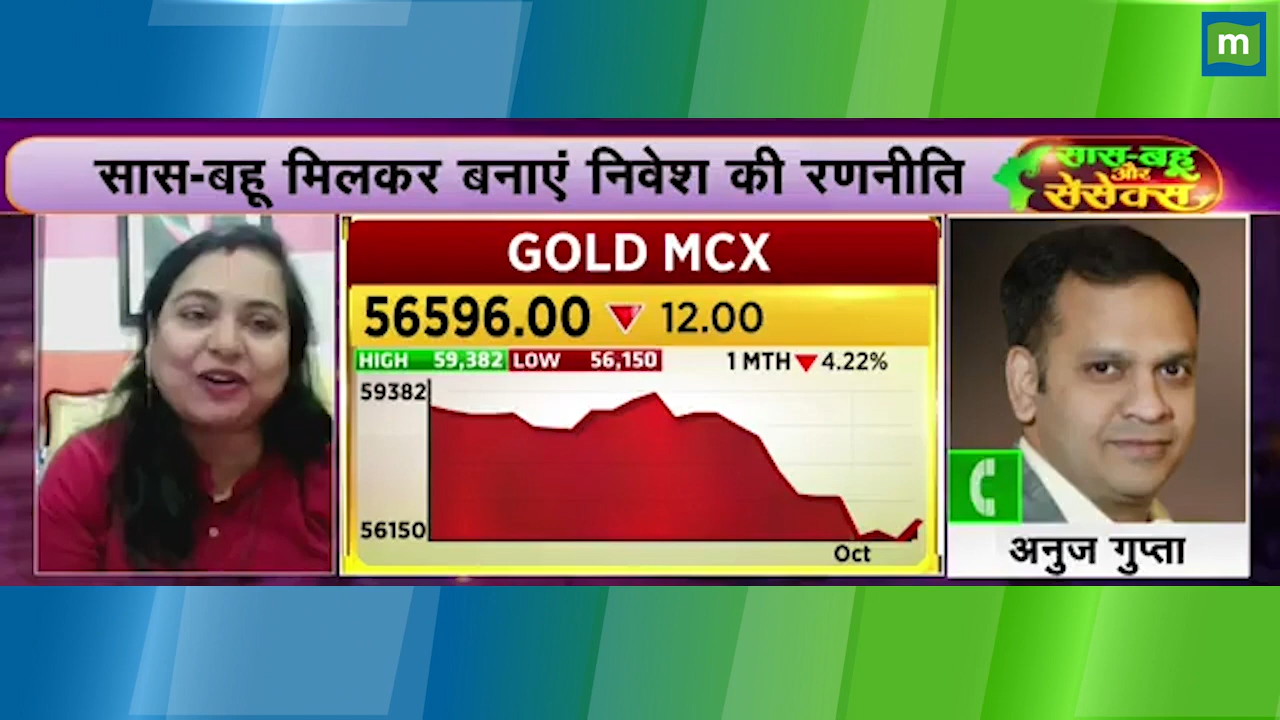 m
सास-बहू मिलकर बनाएं निवेश की रणनीति
सास-बहू
और
सेंसेक्स
GOLD MCX
56596.00 12.00
HIGH 59,382 LOW 56,150 1 MTH 4.22%
59382
56150
Oct
अनुज गुप्ता